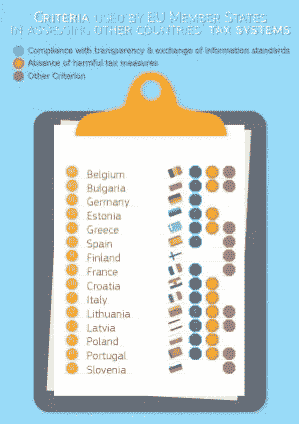 CRITERIA USED BY EU MEMBER STATES
IN ASSESSING OTHER COUNTRIES' TAX SYSTEMS
Compliance with transparency & exchange of information standards
Absence of harmful tax measures
Other Criterion
Belgium
Bulgaria
Germany
Estonia
Greece
Spain
Finland
France
Croatia
Italy
Lithuania
Latvia
Poland
Portugal
Slovenia